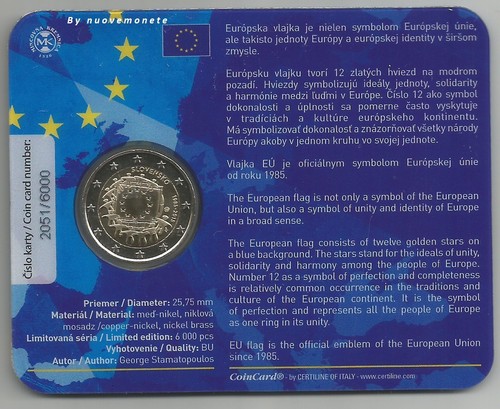 By nuovemonete
MINCOVŇA KREMNICA
MK
1328
Číslo karty / Coin card number:
2051/6000
SLOVENSKO
Priemer / Diameter: 25,75 mm
Materiál / Material: med-nikel, niklová
mosadz /copper-nickel, nickel brass
Limitovaná séria / Limited edition: 6 000 pcs
Vyhotovenie / Quality: BU
Autor / Author: George Stamatopoulos
Európska vlajka je nielen symbolom Európskej únie,
ale takisto jednoty Európy a európskej identity v širšom
zmysle.
Európsku vlajku tvorí 12 zlatých hviezd na modrom
pozadí. Hviezdy symbolizujú ideály jednoty, solidarity
a harmónie medzi ľuďmi v Európe. Číslo 12 ako symbol
dokonalosti a úplnosti sa pomerne často vyskytuje
v tradíciách a kultúre európskeho kontinentu.
Má symbolizovať dokonalosť a znázorňovať všetky národy
Európy akoby v jednom kruhu vo svojej jednote.
Vlajka EÚ je oficiálnym symbolom Európskej únie
od roku 1985.
The European flag is not only a symbol of the European
Union, but also a symbol of unity and identity of Europe
in a broad sense.
The European flag consists of twelve golden stars on
a blue background. The stars stand for the ideals of unity,
solidarity and harmony among the people of Europe.
Number 12 as a symbol of perfection and completeness
is relatively common occurrence in the traditions and
culture of the European continent. It is the symbol
of perfection and represents all the people of Europe
as one ring in its unity.
EU flag is the official emblem of the European Union
since 1985.
CoinCard® - by CERTILINE OF ITALY - www.certiline.com